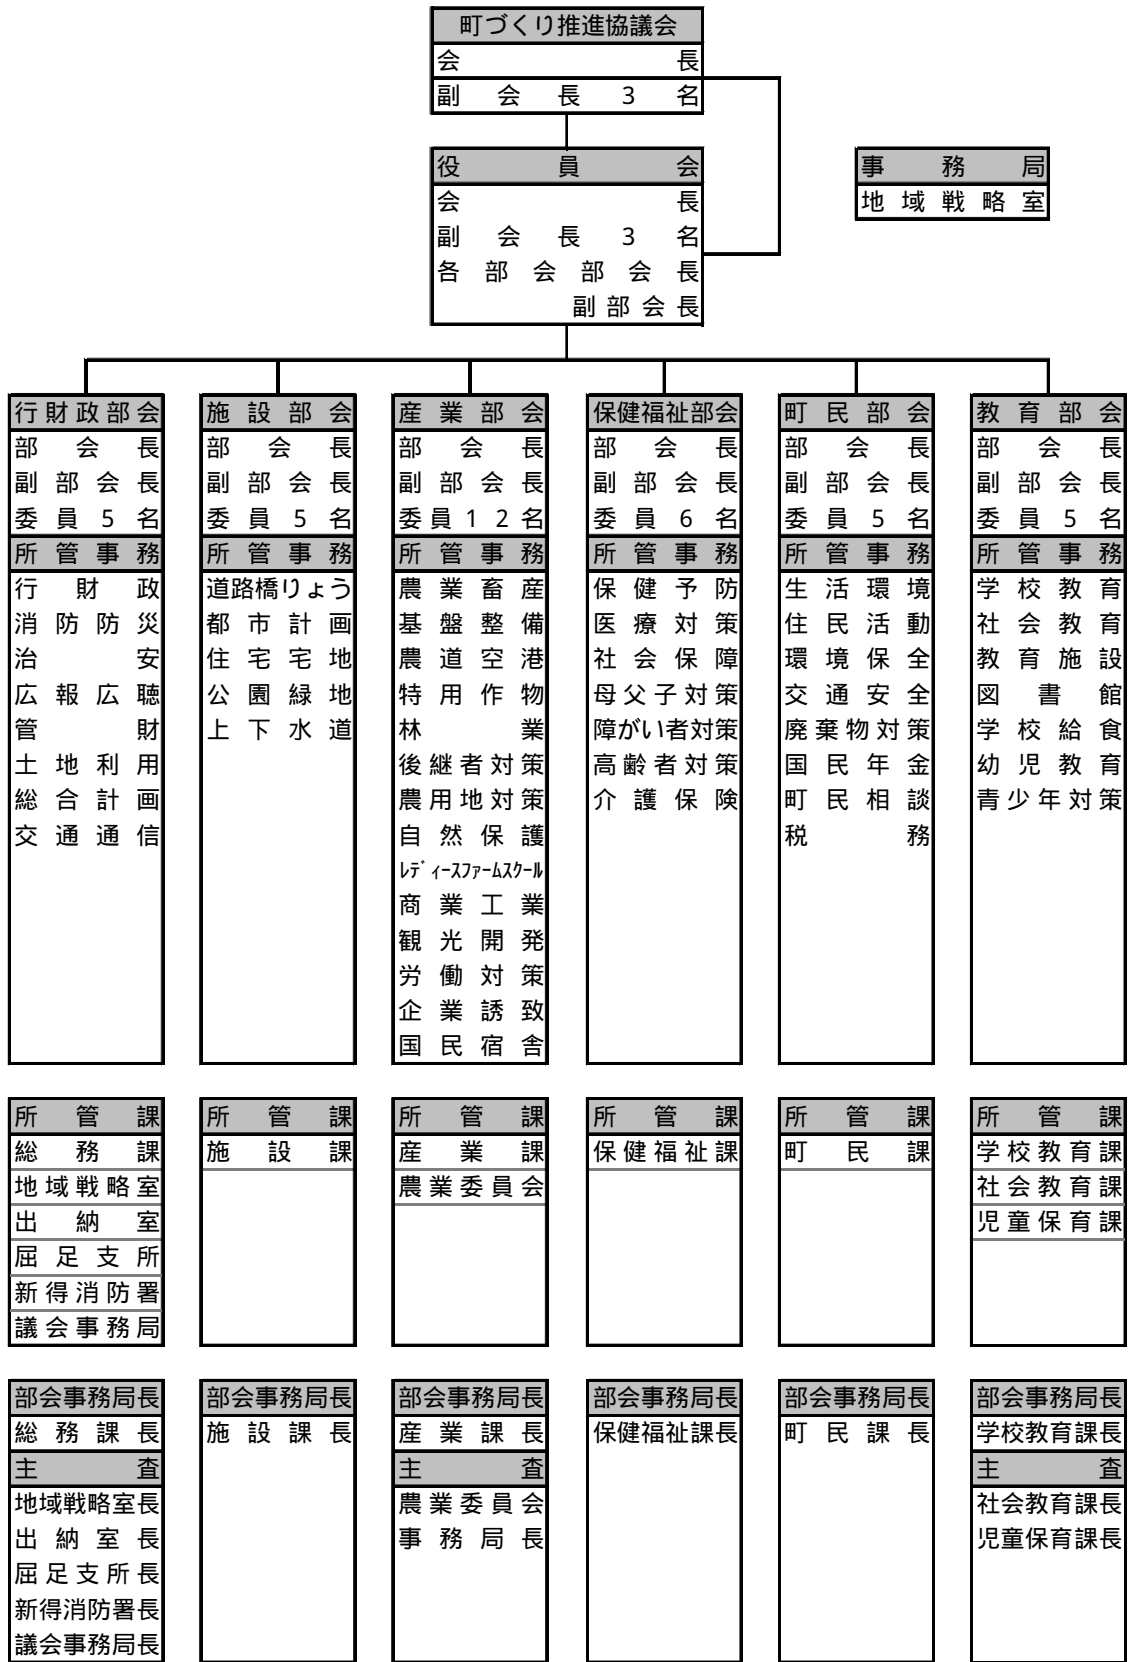 町づくり推進協議会
会長
副会長3名
役員会
会長
副会長3名
各部会部会長
副部会長
事務局
地域戦略室
行財政部会
部会長
副部会長
委員5名
所管事務
行財政
消防防災
治安
広報広聴
管財
土地利用
総合計画
交通通信
施設部会
部会長
副部会長
委員5名
所管事務
道路橋りょう
都市計画
住宅宅地
公園緑地
上下水道
産業部会
部会長
副部会長
委員12名
所管事務
農業畜産
基盤整備
農道空港
特用作物
林業
後継者対策
農用地対策
自然保護
ﾚﾃﾞｨｰｽﾌｧｰﾑｽｸｰﾙ
商業工業
観光開発
労働対策
企業誘致
国民宿舎
保健福祉部会
部会長
副部会長
委員6名
所管事務
保健予防
医療対策
社会保障
母父子対策
障がい者対策
高齢者対策
介護保険
町民部会
部会長
副部会長
委員5名
所管事務
生活環境
住民活動
環境保全
交通安全
廃棄物対策
国民年金
町民相談
税務
教育部会
部会長
副部会長
委員5名
所管事務
学校教育
社会教育
教育施設
図書館
学校給食
幼児教育
青少年対策
所管課
総務課
地域戦略室
出納室
屈足支所
新得消防署
議会事務局
所管課
施設課
所管課
産業課
農業委員会
所管課
保健福祉課
所管課
町民課
所管課
学校教育課
社会教育課
児童保育課
部会事務局長
総務課長
主査
地域戦略室長
出納室長
屈足支所長
新得消防署長
議会事務局長
部会事務局長
施設課長
部会事務局長
産業課長
主査
農業委員会
事務局長
部会事務局長
保健福祉課長
部会事務局長
町民課長
部会事務局長
学校教育課長
主査
社会教育課長
児童保育課長